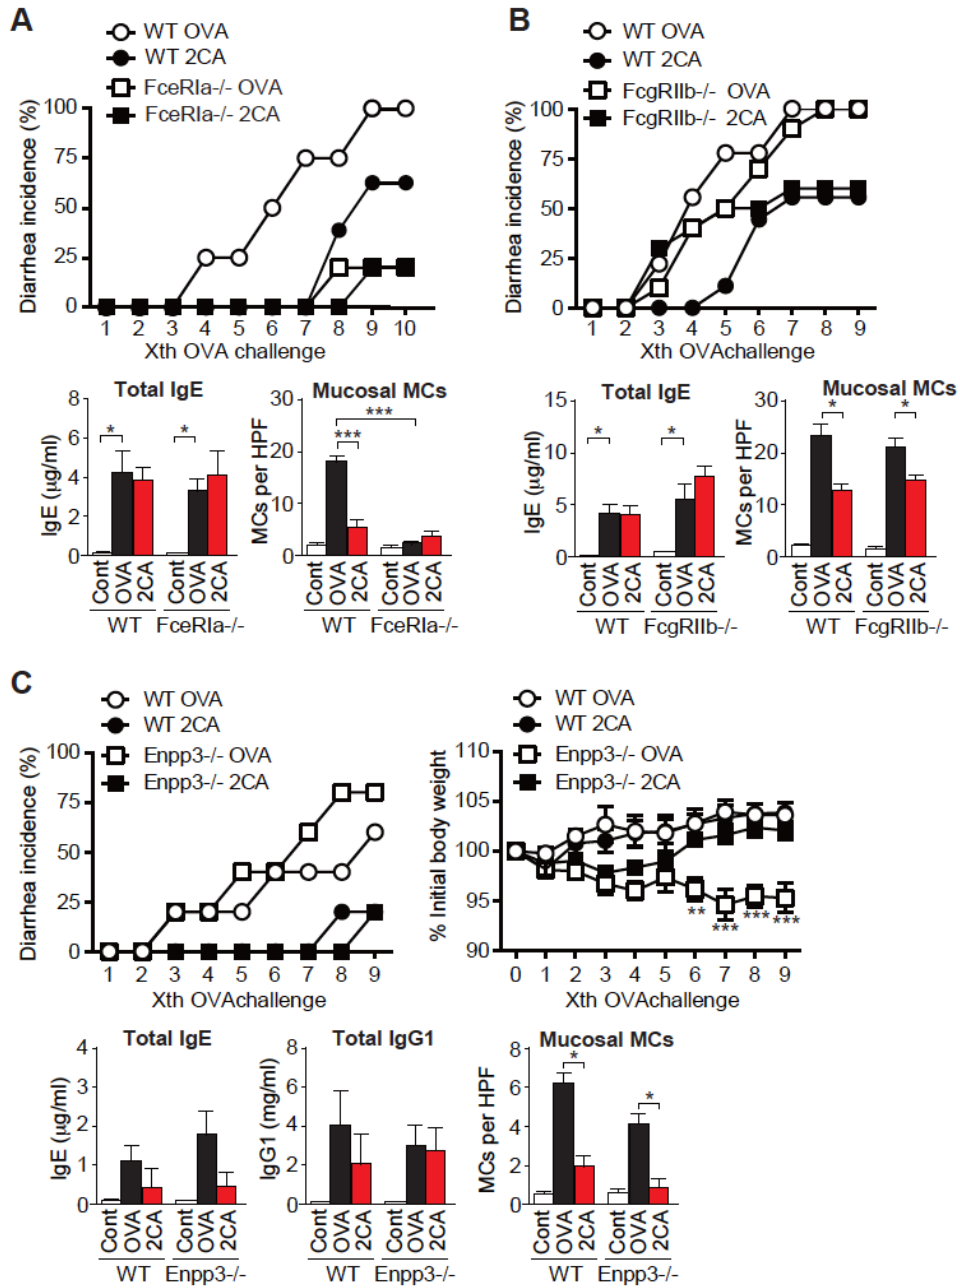 A
WT OVA
WT 2CA
FceRIa-/- OVA
FceRIa-/- 2CA
Diarrhea incidence (%)
100
75
50
25
0
1 2 3 4 5 6 7 8 9 10
Xth OVA challenge
Total IgE
IgE (µg/ml)
8
6
4
2
0
* *
Cont OVA 2CA Cont OVA 2CA
WT FceRIa-/-
Mucosal MCs
MCs per HPF
30
20
10
0
***
***
Cont OVA 2CA Cont OVA 2CA
WT FceRIa-/-
B
WT OVA
WT 2CA
FcgRIIb-/- OVA
FcgRIIb-/- 2CA
Diarrhea incidence (%)
100
75
50
25
0
1 2 3 4 5 6 7 8 9
Xth OVAchallenge
Total IgE
IgE (µg/ml)
15
10
5
0
* *
Cont OVA 2CA Cont OVA 2CA
WT FcgRIIb-/-
Mucosal MCs
MCs per HPF
30
20
10
0
* *
Cont OVA 2CA Cont OVA 2CA
WT FcgRIIb-/-
C
WT OVA
WT 2CA
Enpp3-/- OVA
Enpp3-/- 2CA
Diarrhea incidence (%)
100
75
50
25
0
1 2 3 4 5 6 7 8 9
Xth OVAchallenge
WT OVA
WT 2CA
Enpp3-/- OVA
Enpp3-/- 2CA
% Initial body weight
110
105
100
95
90
** *** *** ***
0 1 2 3 4 5 6 7 8 9
Xth OVAchallenge
Total IgE
IgE (µg/ml)
4
3
2
1
0
Cont OVA 2CA Cont OVA 2CA
WT Enpp3-/-
Total IgG1
IgG1 (mg/ml)
8
6
4
2
0
Cont OVA 2CA Cont OVA 2CA
WT Enpp3-/-
Mucosal MCs
MCs per HPF
8
6
4
2
0
* *
Cont OVA 2CA Cont OVA 2CA
WT Enpp3-/-